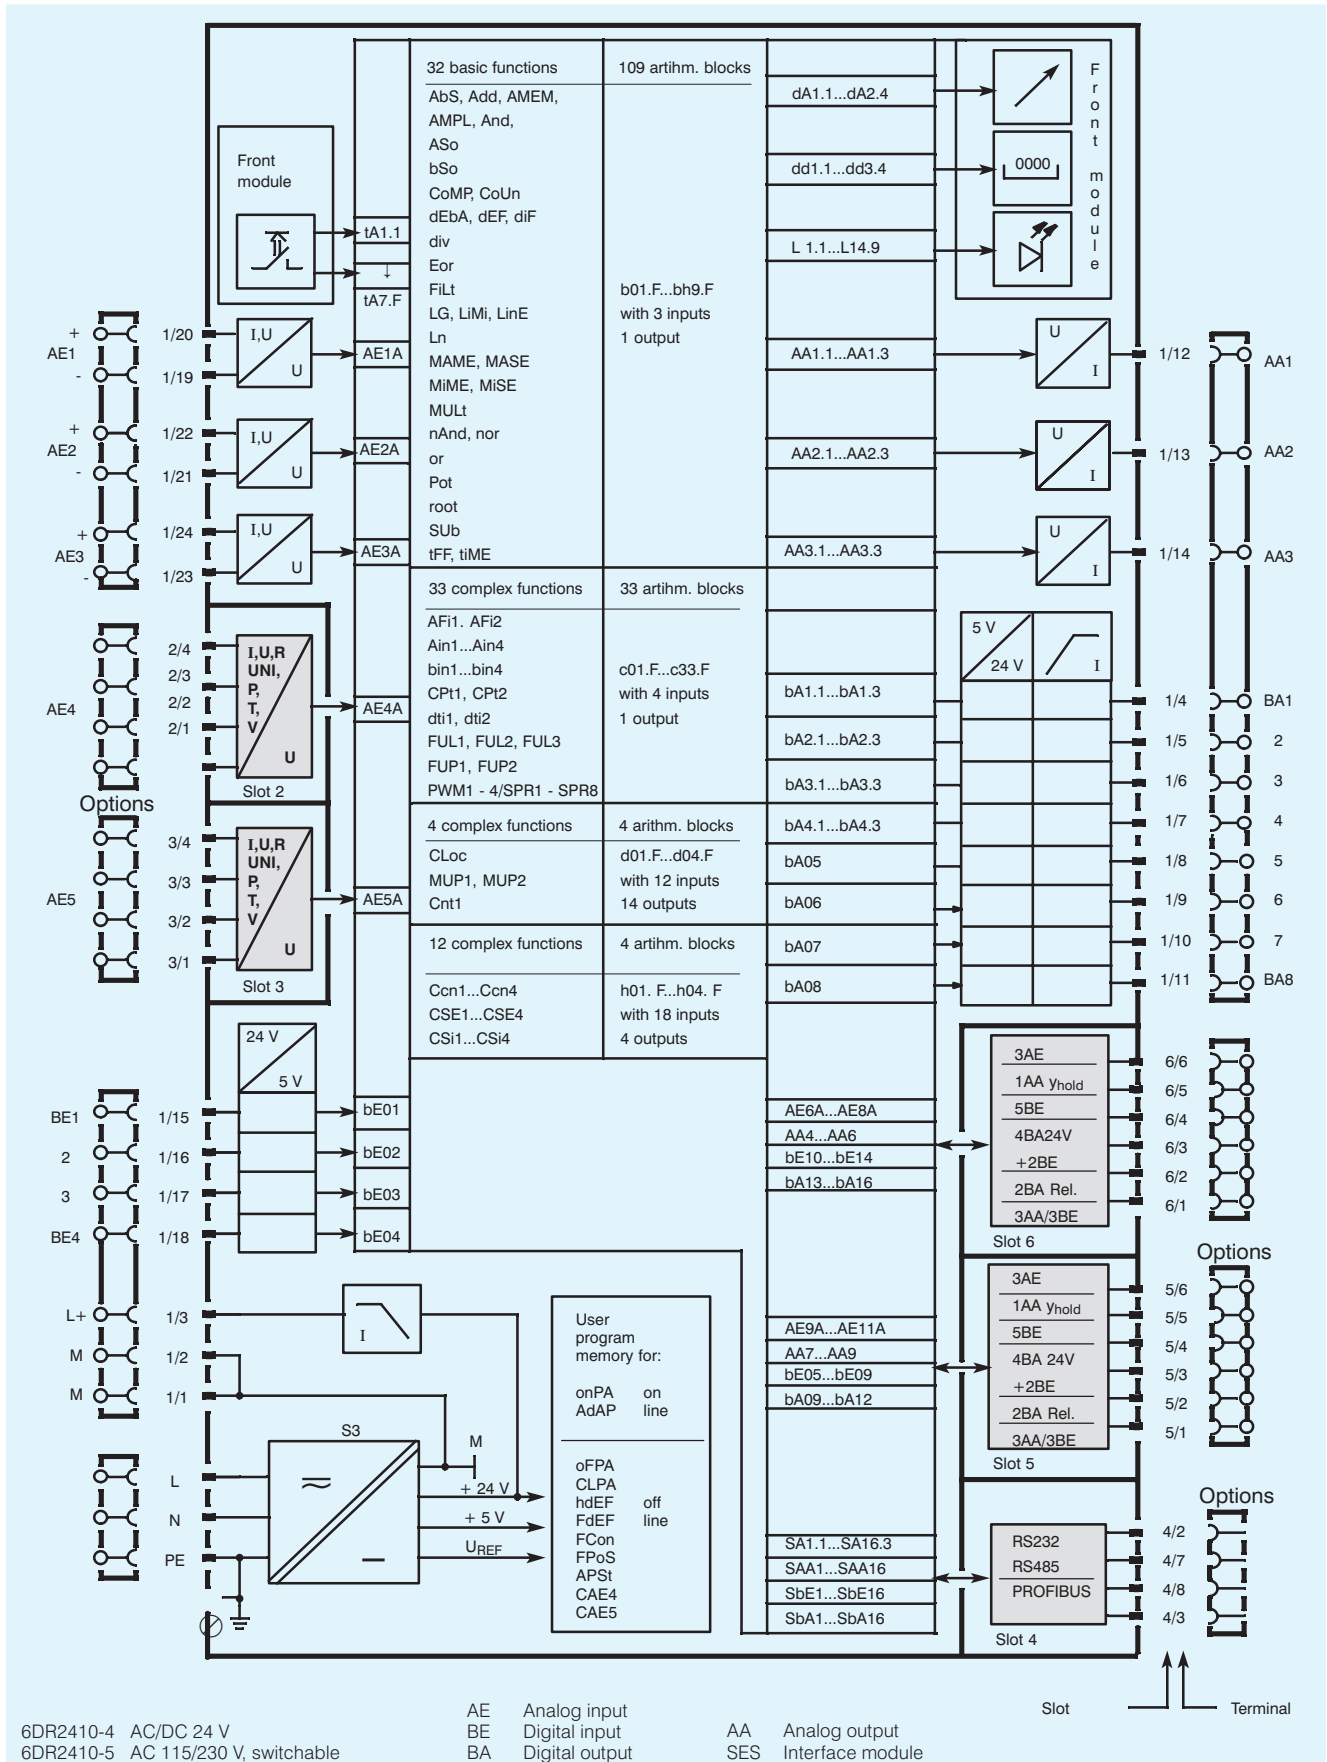 32 basic functions
109 artihm. blocks
AbS, Add, AMEM,
AMPL, And,
ASo
bSo
CoMP, CoUn
dEbA, dEF, diF
div
Eor
FiLt
LG, LiMi, LinE
Ln
MAME, MASE
MiME, MiSE
MULt
nAnd, nor
or
Pot
root
SUb
tFF, tiME
b01.F...bh9.F
with 3 inputs
1 output
33 complex functions
33 artihm. blocks
AFi1. AFi2
Ain1...Ain4
bin1...bin4
CPt1, CPt2
dti1, dti2
FUL1, FUL2, FUL3
FUP1, FUP2
PWM1 - 4/SPR1 - SPR8
c01.F...c33.F
with 4 inputs
1 output
4 complex functions
4 arithm. blocks
CLoc
MUP1, MUP2
Cnt1
d01.F...d04.F
with 12 inputs
14 outputs
12 complex functions
4 artihm. blocks
Ccn1...Ccn4
CSE1...CSE4
CSi1...CSi4
h01. F...h04. F
with 18 inputs
4 outputs
Front
module
tA1.1
↓
tA7.F
+
AE1
-
1/20
1/19
I,U
U
AE1A
+
AE2
-
1/22
1/21
I,U
U
AE2A
+
AE3
-
1/24
1/23
I,U
U
AE3A
AE4
2/4
2/3
2/2
2/1
I,U,R
UNI,
P,
T,
V
U
Slot 2
AE4A
Options
AE5
3/4
3/3
3/2
3/1
I,U,R
UNI,
P,
T,
V
U
Slot 3
AE5A
24 V
5 V
BE1
1/15
bE01
2
1/16
bE02
3
1/17
bE03
BE4
1/18
bE04
L+
1/3
I
M
1/2
M
1/1
S3
M
L
N
PE
+ 24 V
+ 5 V
UREF
User
program
memory for:
onPA on
AdAP line
oFPA
CLPA
hdEF off
FdEF line
FCon
FPoS
APSt
CAE4
CAE5
dA1.1...dA2.4
dd1.1...dd3.4
0000
L 1.1...L14.9
Front module
AA1.1...AA1.3
U
I
1/12
AA1
AA2.1...AA2.3
U
I
1/13
AA2
AA3.1...AA3.3
U
I
1/14
AA3
5 V
24 V
I
bA1.1...bA1.3
1/4
BA1
bA2.1...bA2.3
1/5
2
bA3.1...bA3.3
1/6
3
bA4.1...bA4.3
1/7
4
bA05
1/8
5
bA06
1/9
6
bA07
1/10
7
bA08
1/11
BA8
AE6A...AE8A
AA4...AA6
bE10...bE14
bA13...bA16
3AE
1AA yhold
5BE
4BA24V
+2BE
2BA Rel.
3AA/3BE
Slot 6
6/6
6/5
6/4
6/3
6/2
6/1
Options
AE9A...AE11A
AA7...AA9
bE05...bE09
bA09...bA12
3AE
1AA yhold
5BE
4BA 24V
+2BE
2BA Rel.
3AA/3BE
Slot 5
5/6
5/5
5/4
5/3
5/2
5/1
Options
SA1.1...SA16.3
SAA1...SAA16
SbE1...SbE16
SbA1...SbA16
RS232
RS485
PROFIBUS
Slot 4
4/2
4/7
4/8
4/3
Slot
Terminal
6DR2410-4 AC/DC 24 V
6DR2410-5 AC 115/230 V, switchable
AE Analog input
BE Digital input
BA Digital output
AA Analog output
SES Interface module